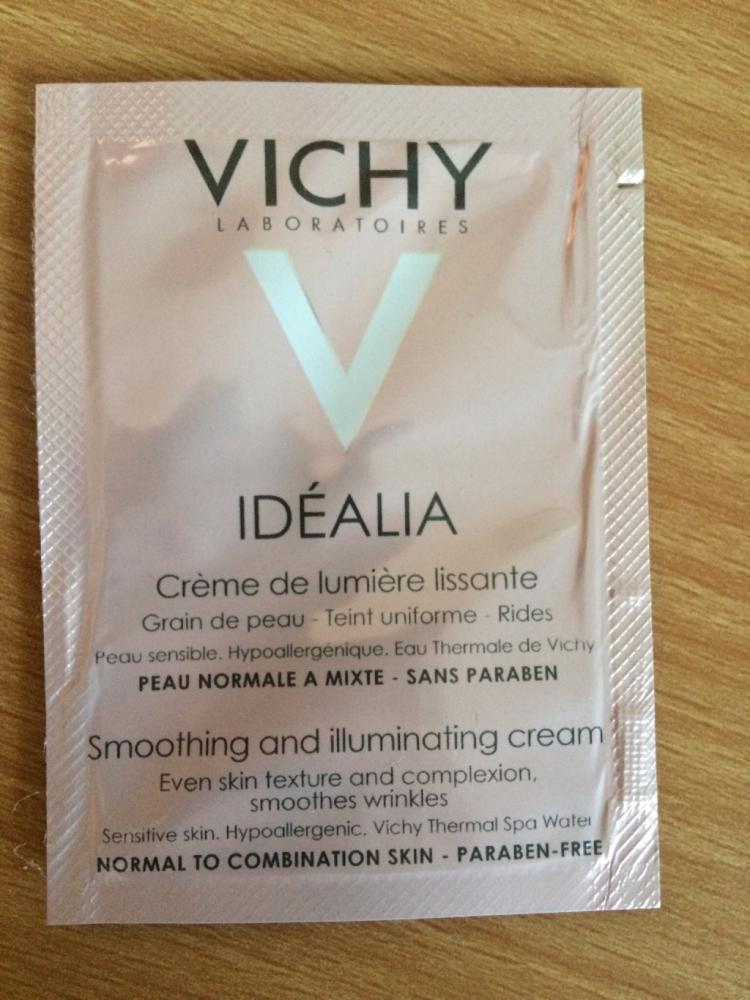 VICHY
LABORATOIRES
V
IDÉALIA
Crème de lumière lissante
Grain de peau - Teint uniforme - Rides
Peau sensible. Hypoallergénique. Eau Thermale de Vichy
PEAU NORMALE A MIXTE - SANS PARABEN
Smoothing and illuminating cream
Even skin texture and complexion,
smoothes wrinkles
Sensitive skin. Hypoallergenic. Vichy Thermal Spa Water
NORMAL TO COMBINATION SKIN - PARABEN-FREE